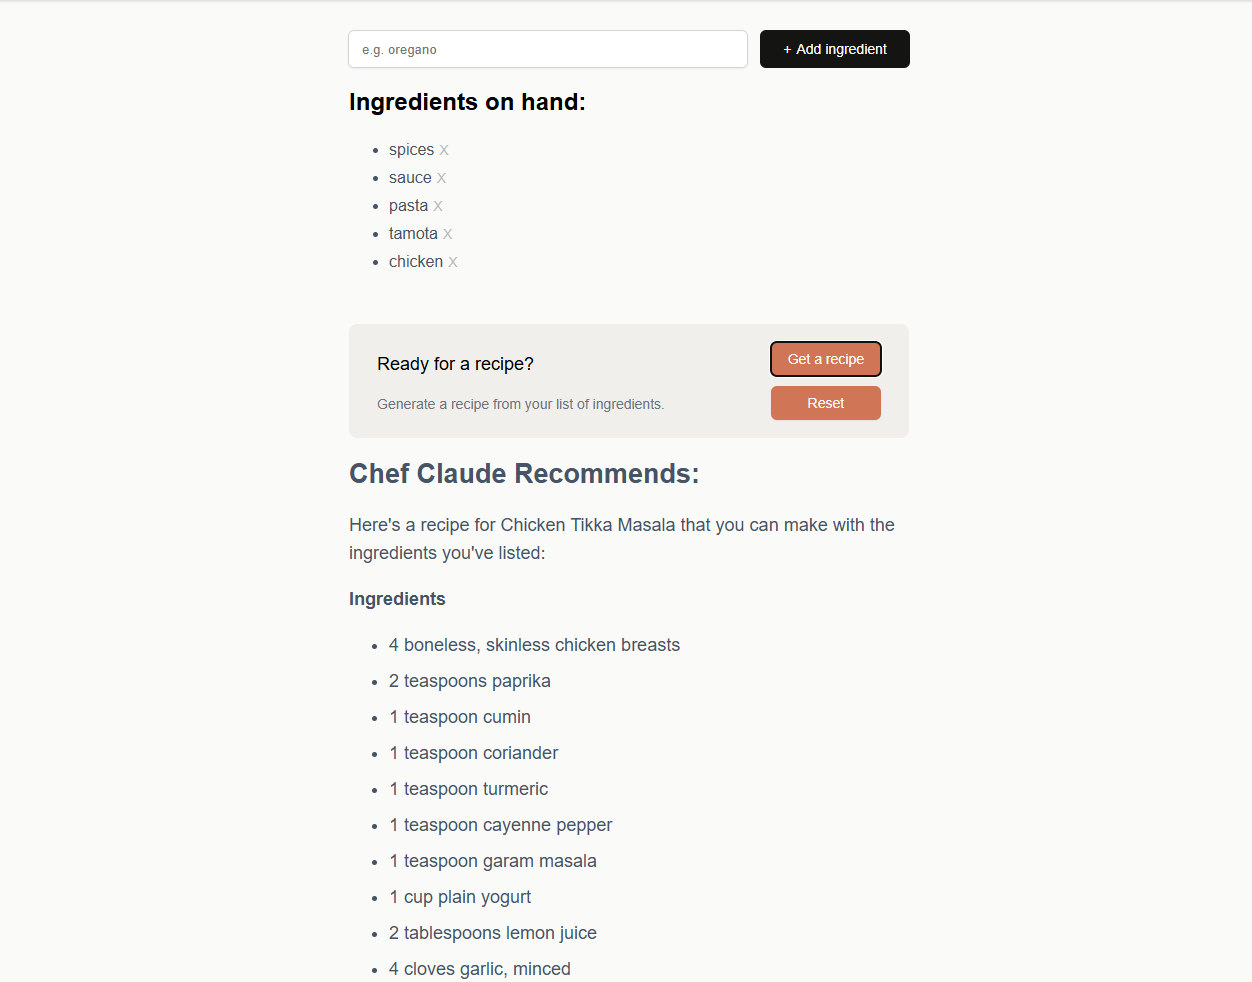 e.g. oregano
+ Add ingredient
Ingredients on hand:
spices X
sauce X
pasta X
tamota X
chicken X
Ready for a recipe?
Get a recipe
Generate a recipe from your list of ingredients.
Reset
Chef Claude Recommends:
Here's a recipe for Chicken Tikka Masala that you can make with the
ingredients you've listed:
Ingredients
4 boneless, skinless chicken breasts
2 teaspoons paprika
1 teaspoon cumin
1 teaspoon coriander
1 teaspoon turmeric
1 teaspoon cayenne pepper
1 teaspoon garam masala
1 cup plain yogurt
2 tablespoons lemon juice
4 cloves garlic, minced